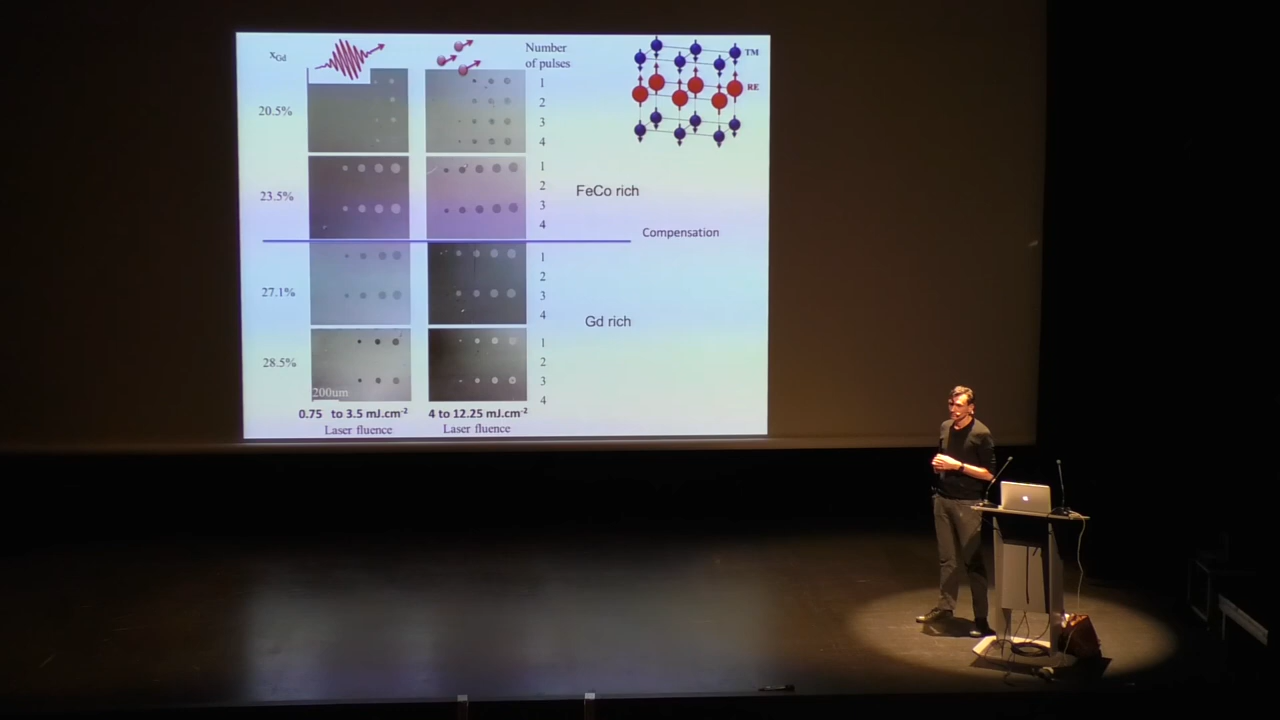 xGd
Number
of pulses
TM
RE
20.5%
1
2
3
4
23.5%
1
2
3
4
FeCo rich
Compensation
27.1%
1
2
3
4
Gd rich
28.5%
1
2
3
4
200um
0.75 to 3.5 mJ.cm-2
Laser fluence
4 to 12.25 mJ.cm-2
Laser fluence